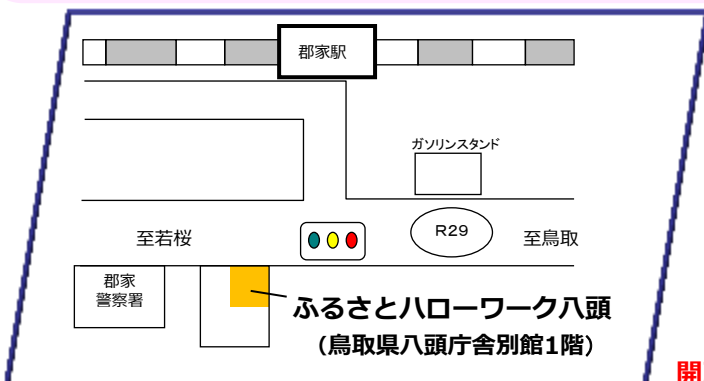 郡家駅
ガソリンスタンド
至若桜
R29
至鳥取
郡家
警察署
ふるさとハローワーク八頭
（鳥取県八頭庁舎別館1階）
開